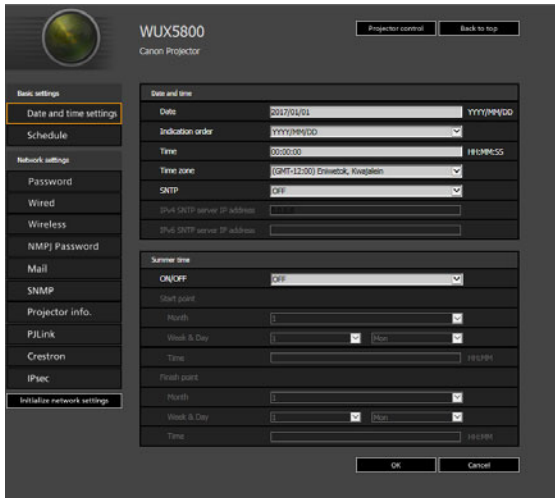 WUX5800
Projector control
Back to top
Canon Projector
Basic settings
Date and time settings
Schedule
Network settings
Password
Wired
Wireless
NMPJ Password
Mail
SNMP
Projector info.
PJLink
Crestron
IPsec
Initialize network settings
Date and time
Date 2017/01/01 YYYY/MM/DD
Indication order YYYY/MM/DD
Time 00:00:00 HH:MM:SS
Time zone (GMT-12:00) Eniwetok, Kwajalein
SNTP OFF
IPv4 SNTP server IP address
IPv6 SNTP server IP address
Summer time
ON/OFF OFF
Start point
Month 1
Week & Day 1 Mon
Time HH:MM
Finish point
Month 1
Week & Day 1 Mon
Time HH:MM
OK Cancel